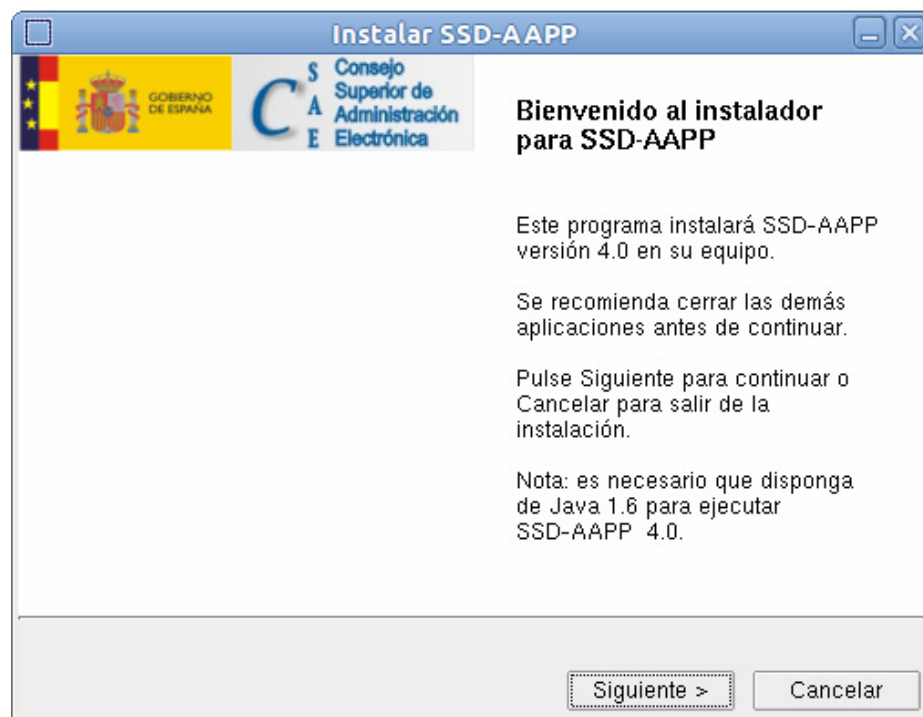 Instalar SSD-AAPP
GOBIERNO
DE ESPAÑA
C S A E
Consejo
Superior de
Administración
Electrónica
Bienvenido al instalador
para SSD-AAPP
Este programa instalará SSD-AAPP
versión 4.0 en su equipo.
Se recomienda cerrar las demás
aplicaciones antes de continuar.
Pulse Siguiente para continuar o
Cancelar para salir de la
instalación.
Nota: es necesario que disponga
de Java 1.6 para ejecutar
SSD-AAPP 4.0.
Siguiente >
Cancelar